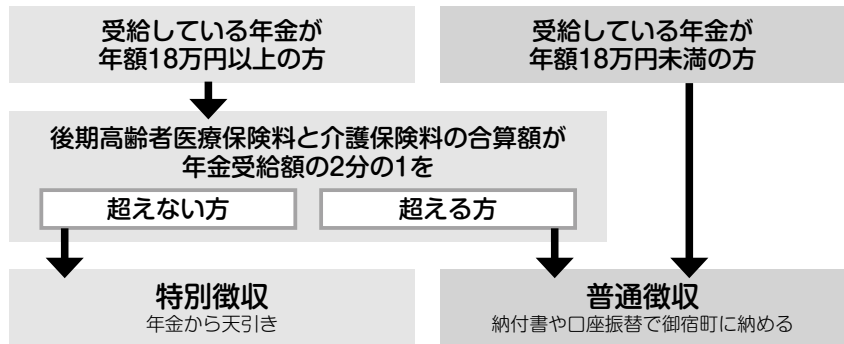 受給している年金が
年額18万円以上の方
受給している年金が
年額18万円未満の方
後期高齢者医療保険料と介護保険料の合算額が
年金受給額の2分の1を
超えない方
超える方
特別徴収
年金から天引き
普通徴収
納付書や口座振替で御宿町に納める